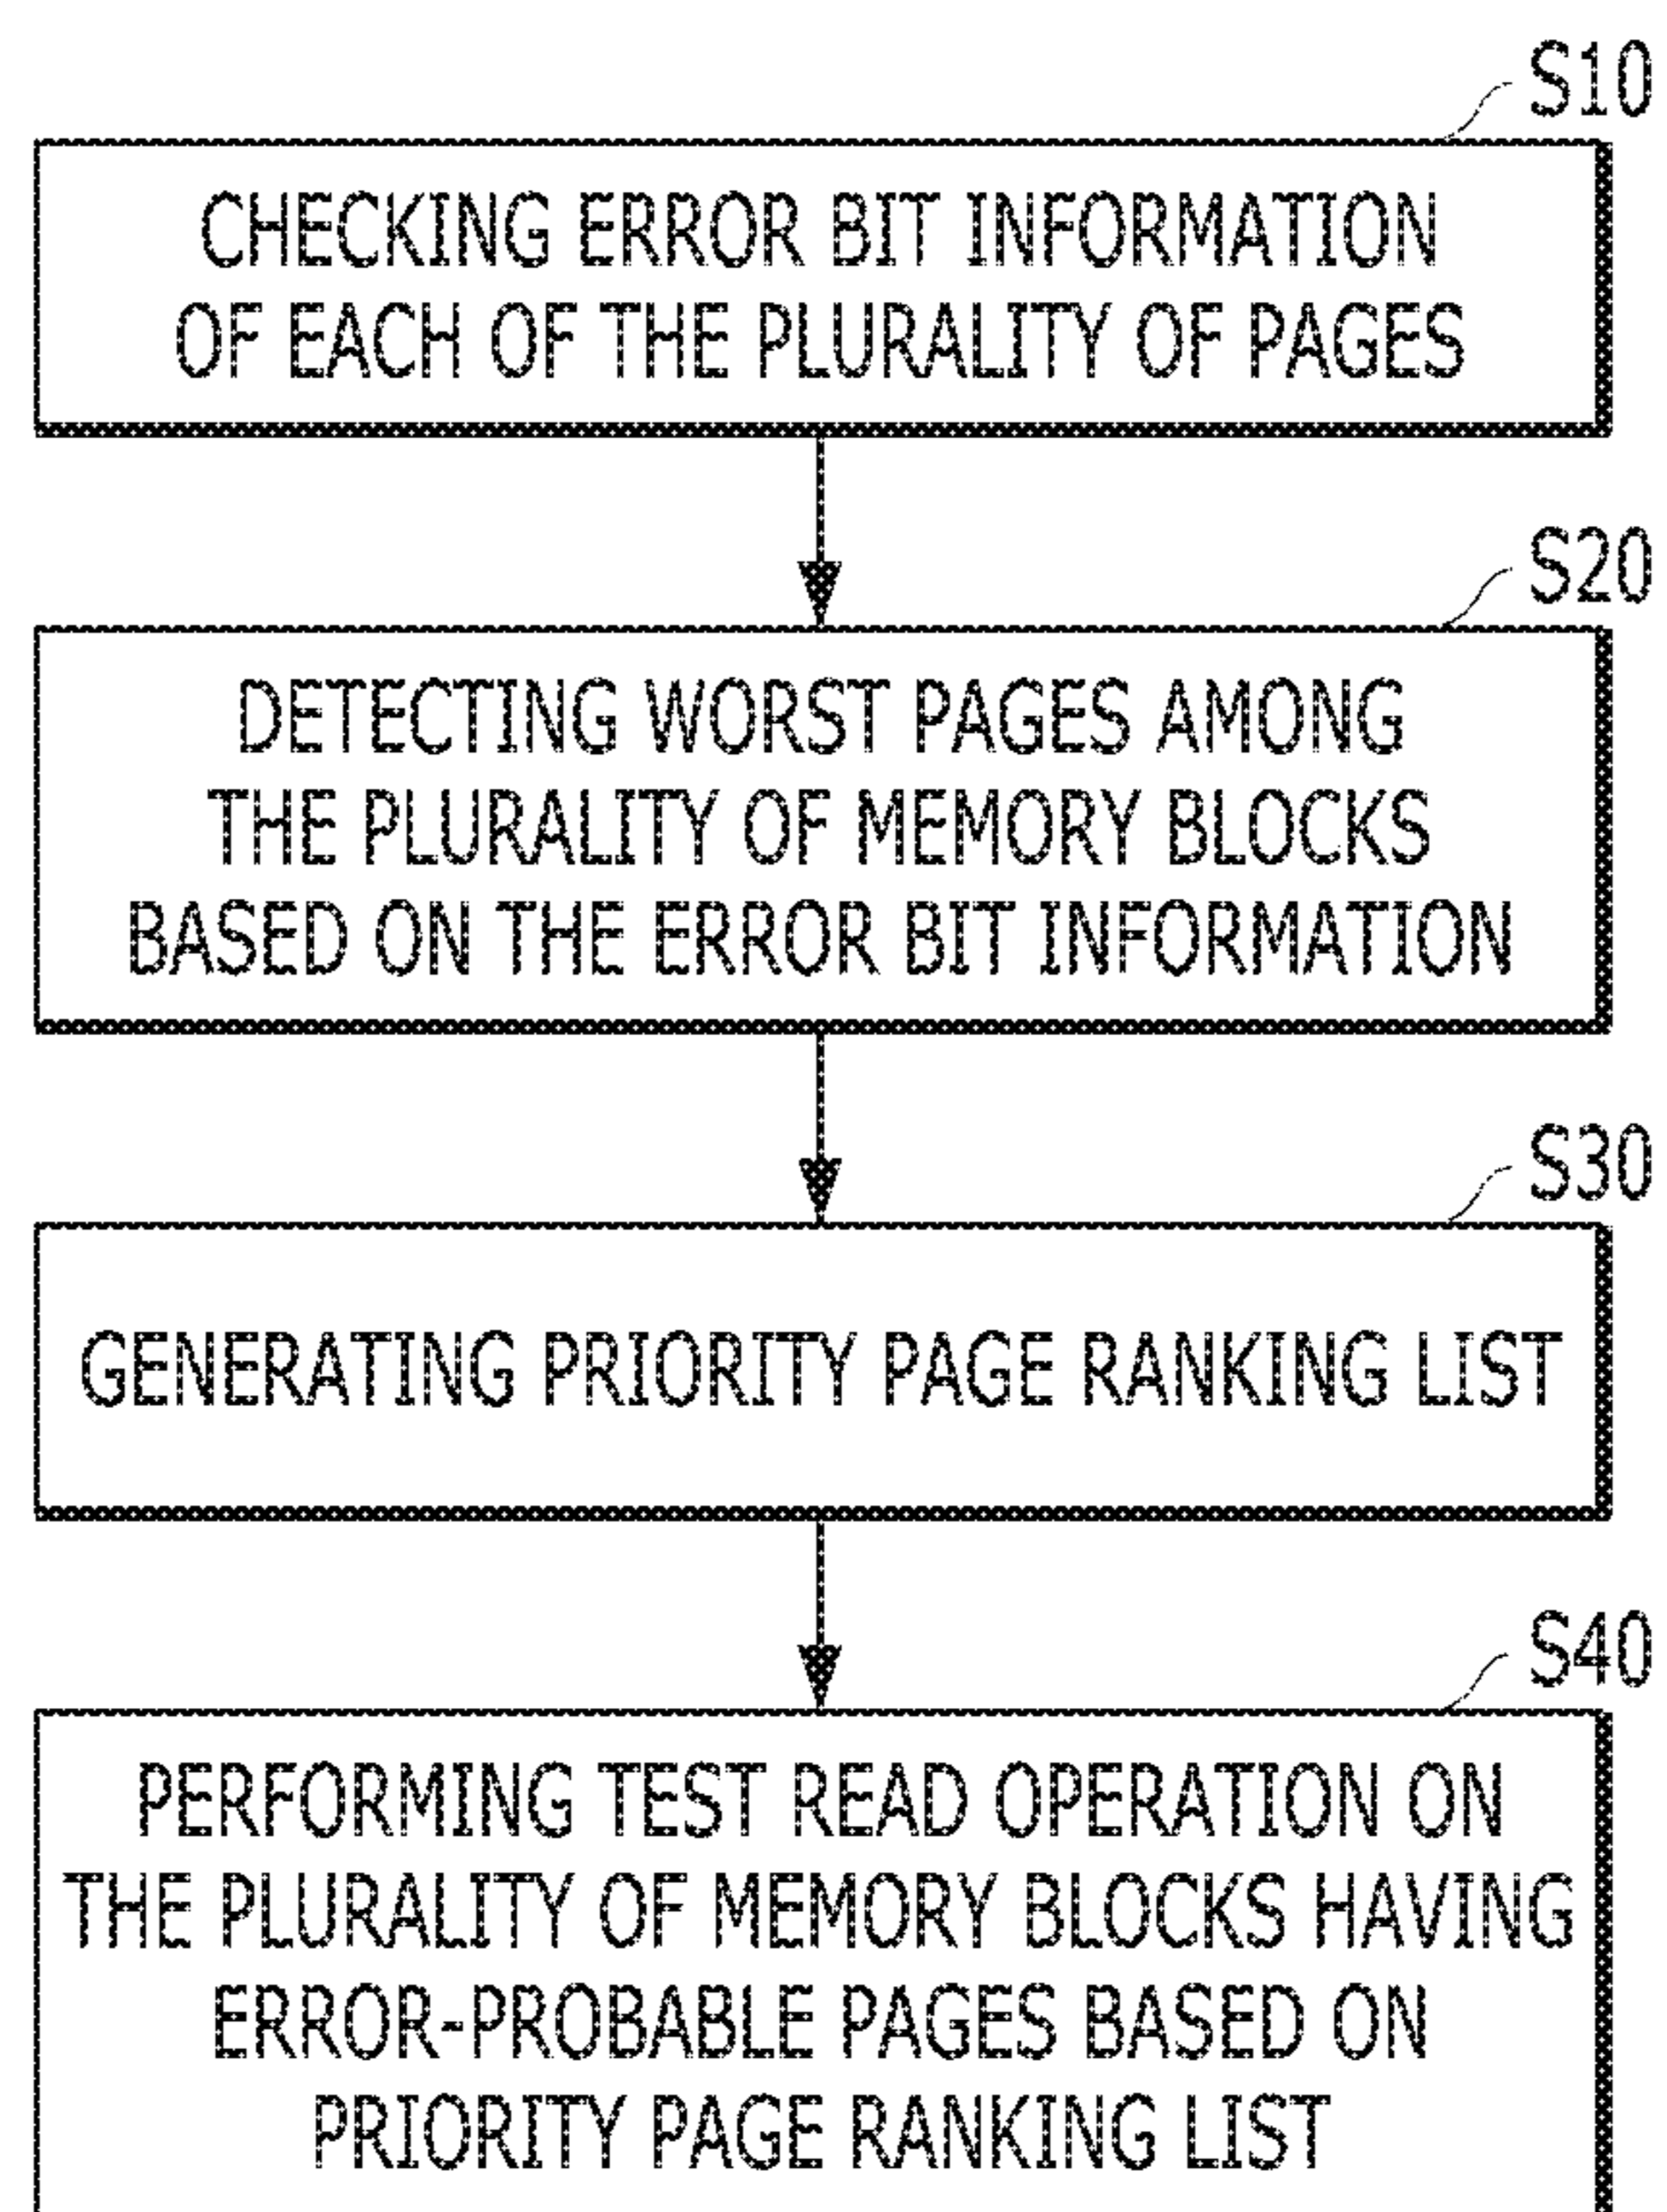 S10
CHECKING ERROR BIT INFORMATION
OF EACH OF THE PLURALITY OF PAGES
S20
DETECTING WORST PAGES AMONG
THE PLURALITY OF MEMORY BLOCKS
BASED ON THE ERROR BIT INFORMATION
S30
GENERATING PRIORITY PAGE RANKING LIST
S40
PERFORMING TEST READ OPERATION ON
THE PLURALITY OF MEMORY BLOCKS HAVING
ERROR-PROBABLE PAGES BASED ON
PRIORITY PAGE RANKING LIST